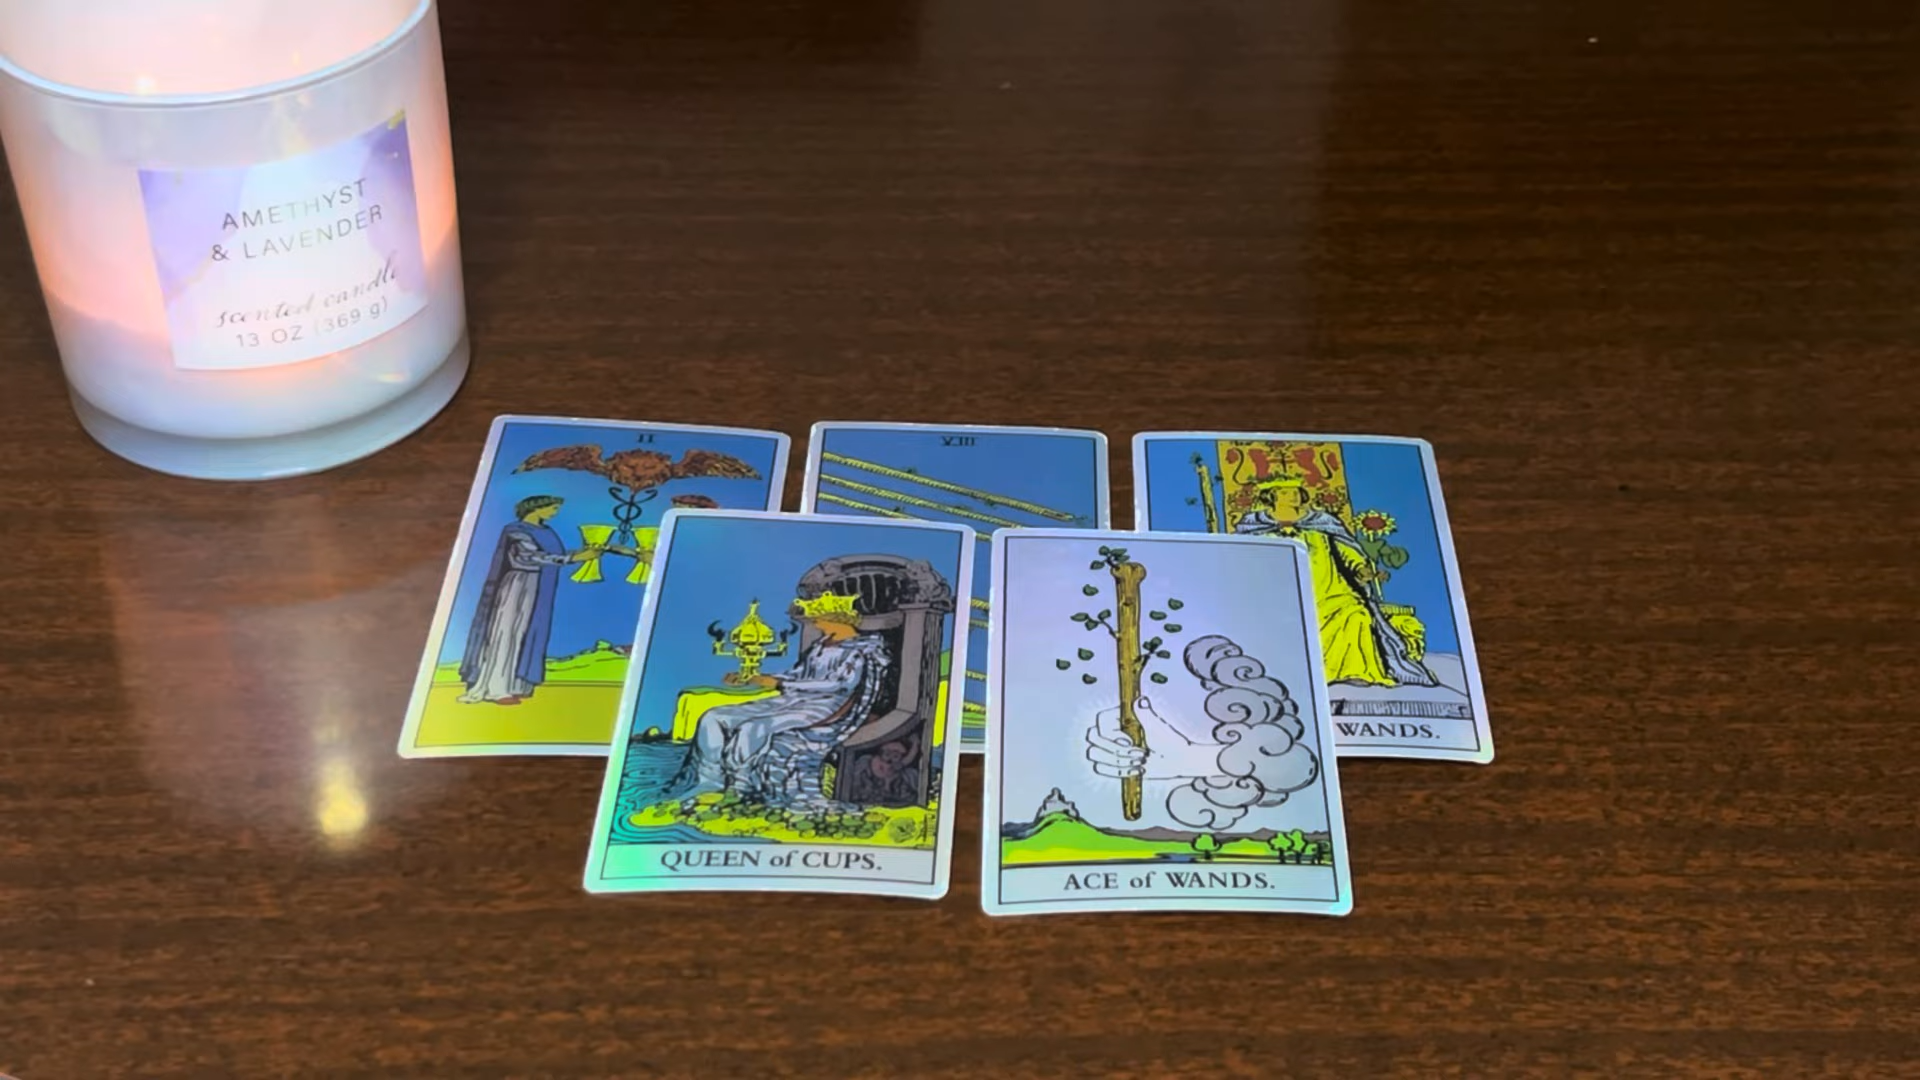 AMETHYST
& LAVENDER
scented candle
13 OZ (369 g)
II
VIII
WANDS.
QUEEN of CUPS.
ACE of WANDS.